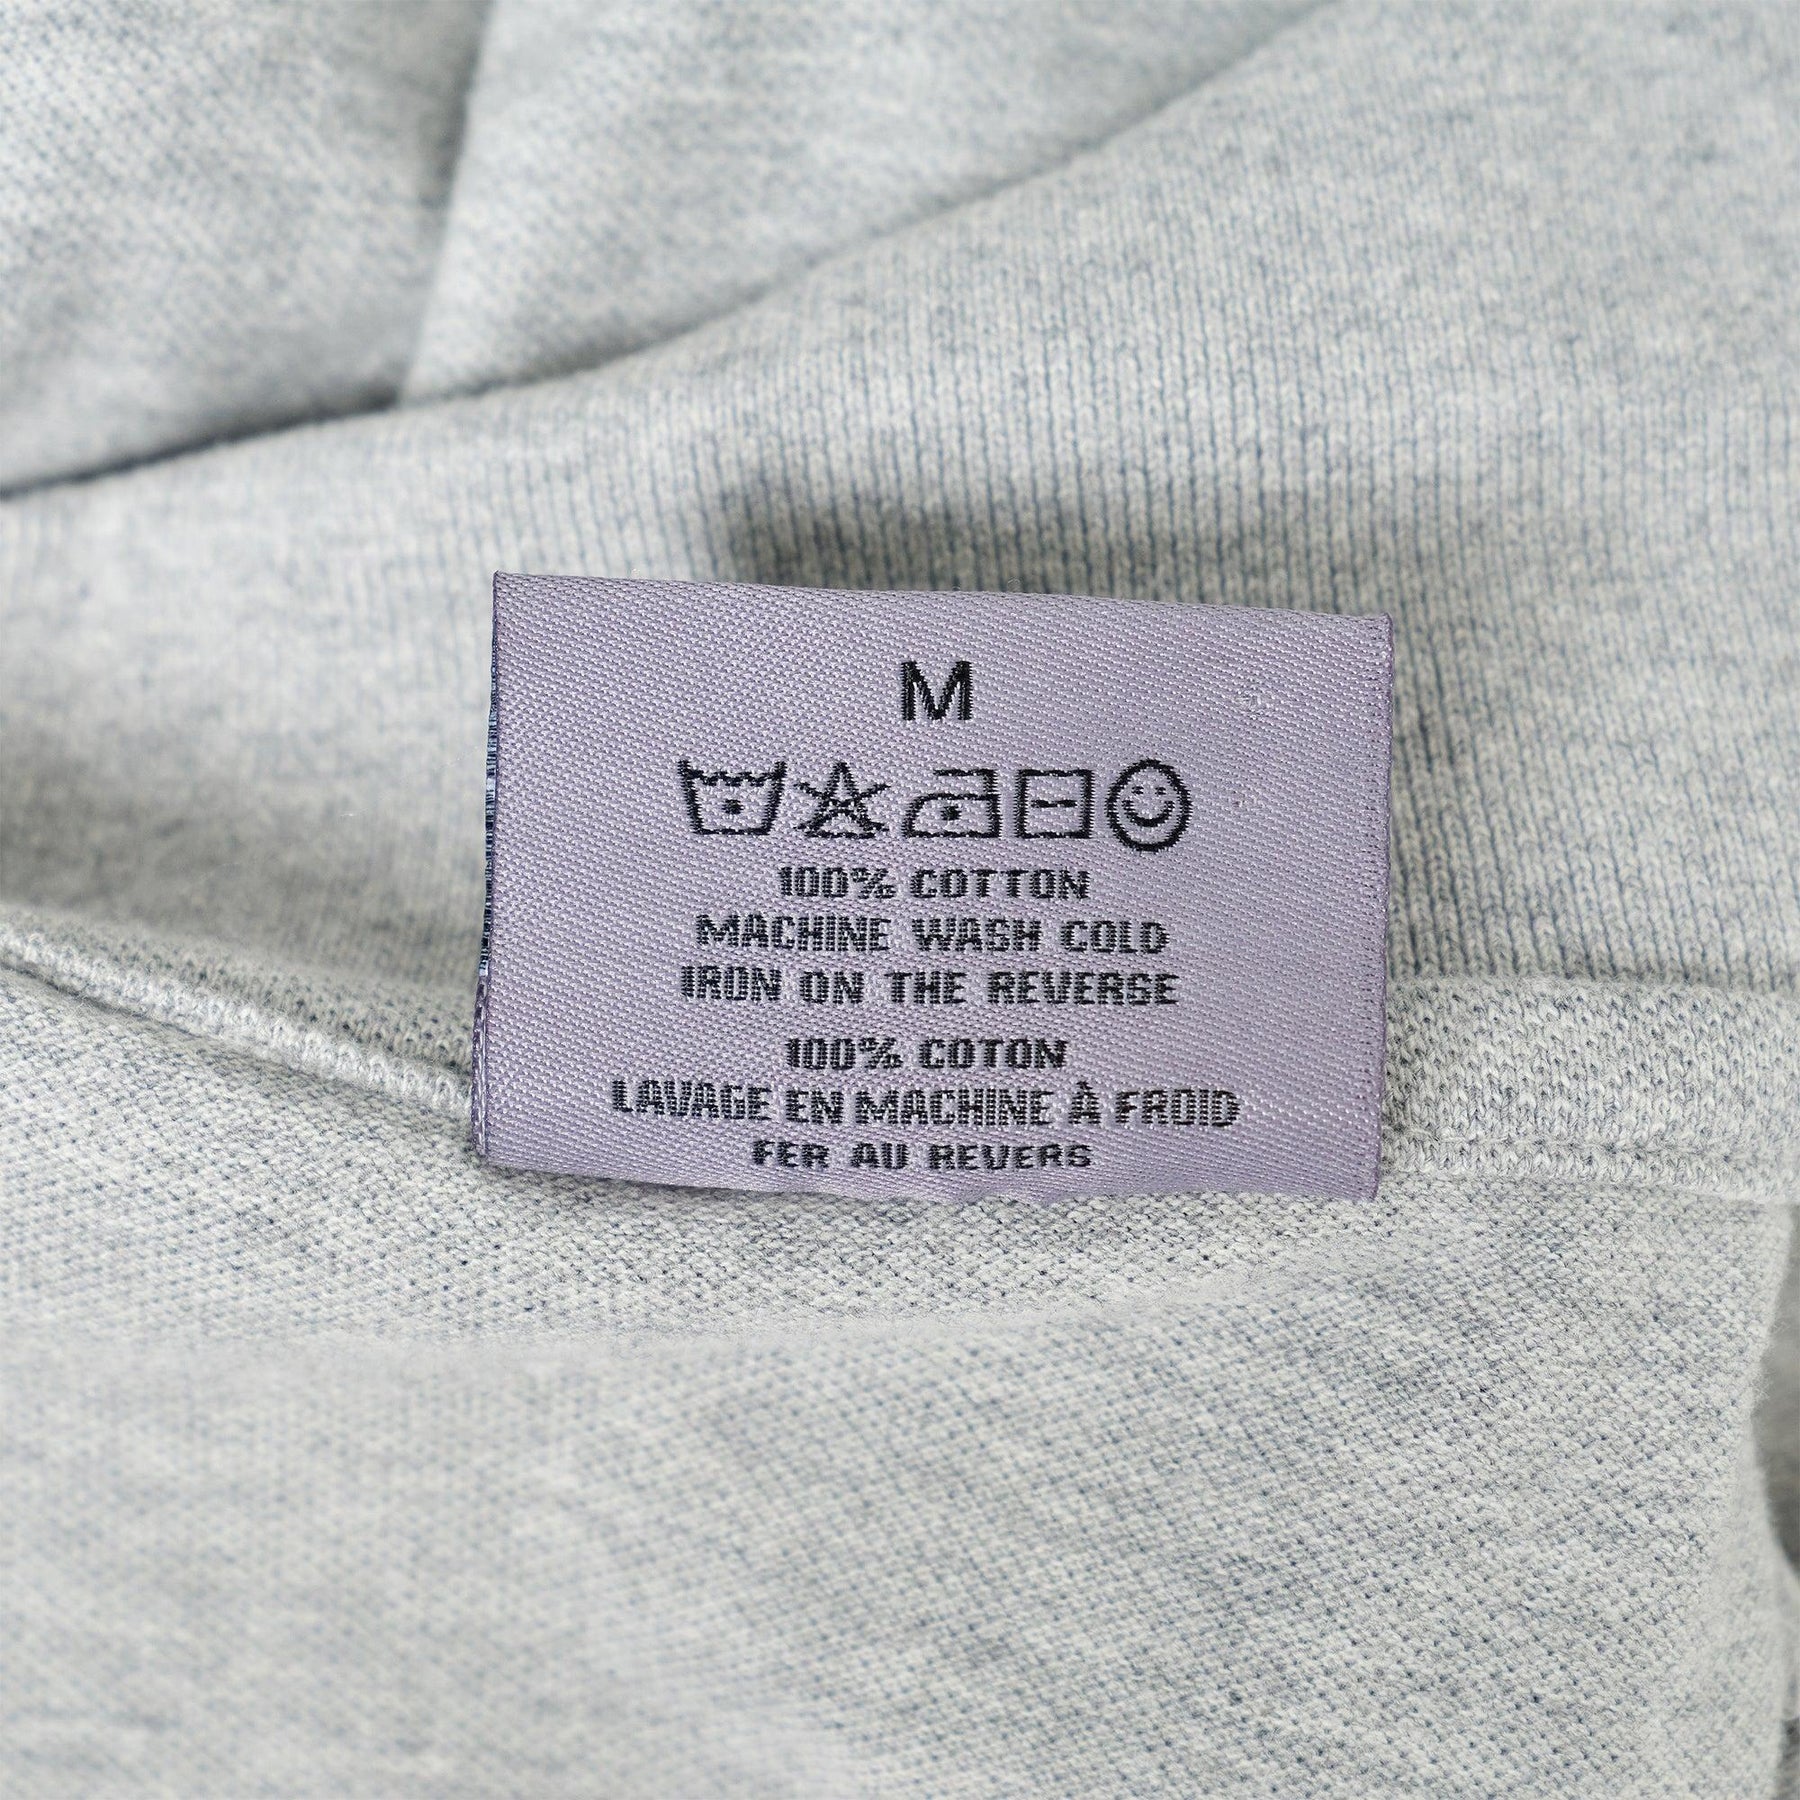 M
100% COTTON
MACHINE WASH COLD
IRON ON THE REVERSE
100% COTON
LAVAGE EN MACHINE À FROID
FER AU REVERS